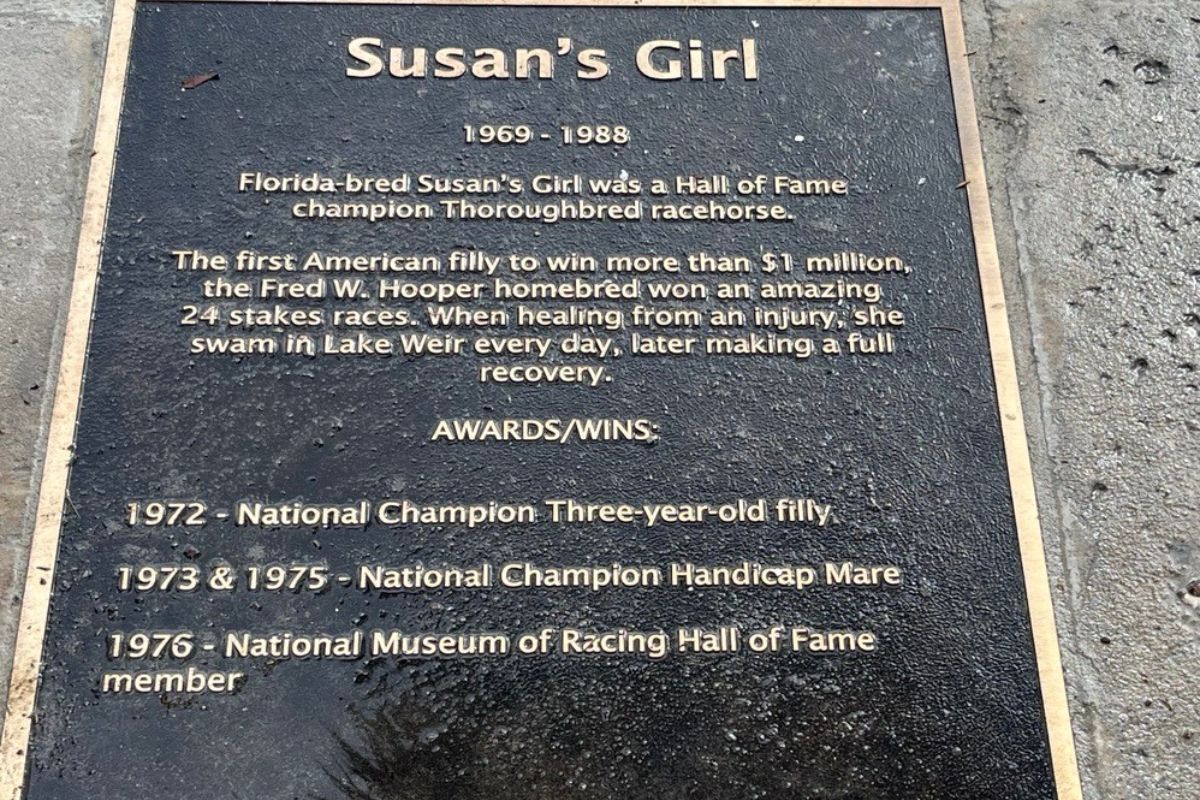 Susan's Girl
1969 - 1988
Florida-bred Susan's Girl was a Hall of Fame
champion Thoroughbred racehorse.
The first American filly to win more than $1 million,
the Fred W. Hooper homebred won an amazing
24 stakes races. When healing from an injury, she
swam in Lake Weir every day, later making a full
recovery.
AWARDS/WINS:
1972 - National Champion Three-year-old filly
1973 & 1975 - National Champion Handicap Mare
1976 - National Museum of Racing Hall of Fame
member